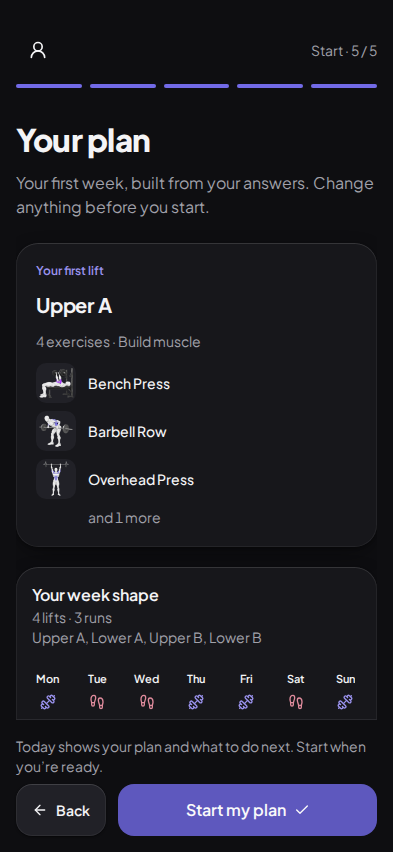 Start · 5 / 5
Your plan
Your first week, built from your answers. Change
anything before you start.
Your first lift
Upper A
4 exercises · Build muscle
Bench Press
Barbell Row
Overhead Press
and 1 more
Your week shape
4 lifts · 3 runs
Upper A, Lower A, Upper B, Lower B
Mon Tue Wed Thu Fri Sat Sun
Today shows your plan and what to do next. Start when
you're ready.
Back Start my plan